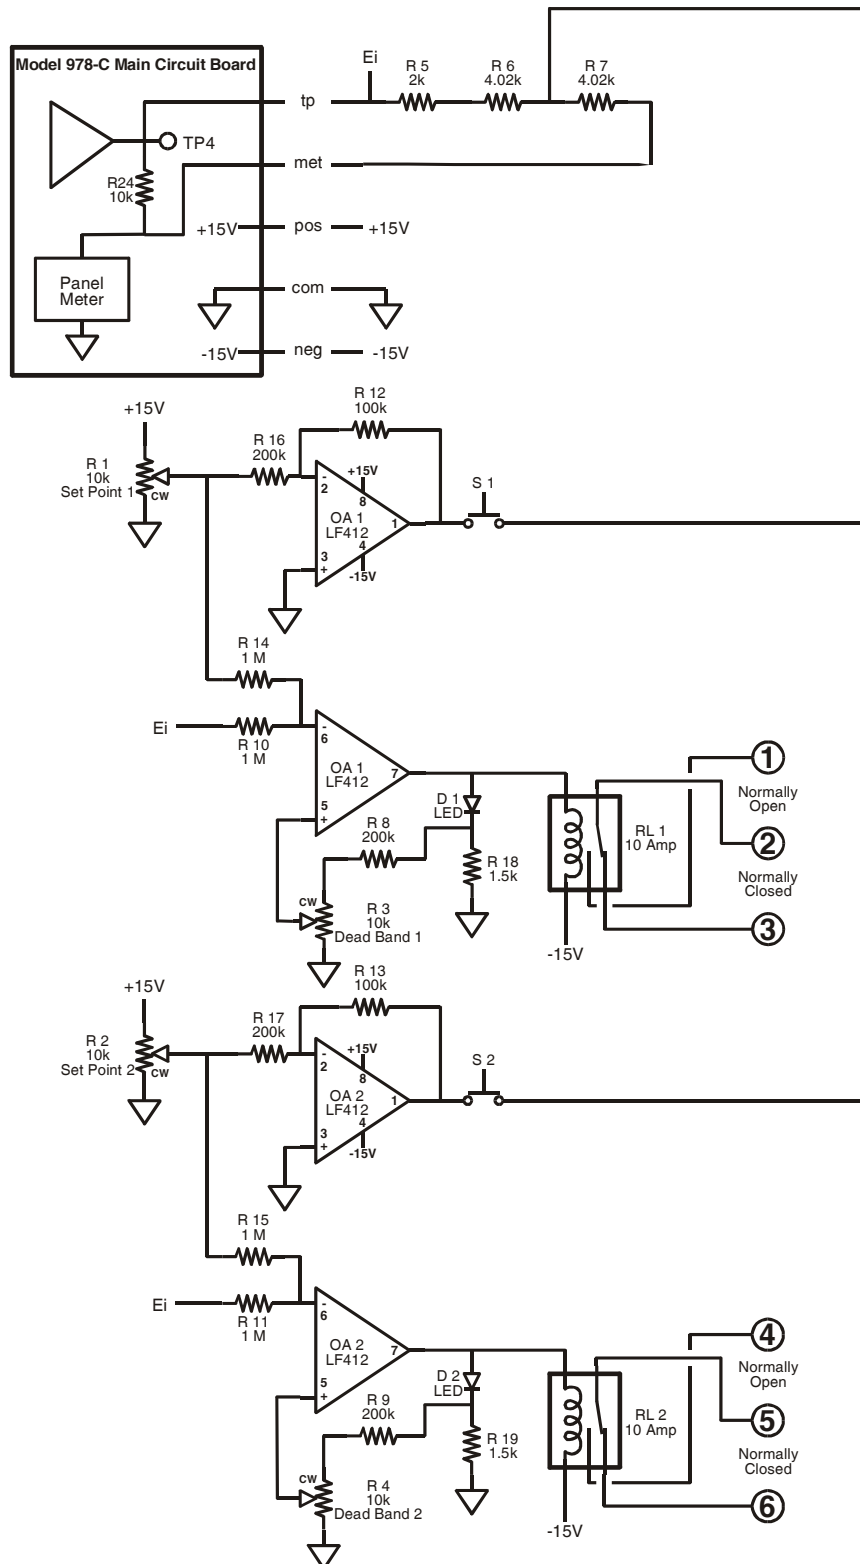 Model 978-C Main Circuit Board
TP4
R24
10k
Panel
Meter
+15V
-15V
tp
met
pos
com
neg
+15V
-15V
Ei
R 5
2k
R 6
4.02k
R 7
4.02k
+15V
R 1
10k
Set Point 1
CW
R 16
200k
R 12
100k
+15V
-
2
8
OA 1
LF412
1
3
+
4
-15V
S 1
R 14
1 M
Ei
R 10
1 M
-
6
OA 1
LF412
7
5
+
D 1
LED
R 8
200k
R 18
1.5k
CW
R 3
10k
Dead Band 1
RL 1
10 Amp
-15V
1
Normally
Open
2
Normally
Closed
3
+15V
R 2
10k
Set Point 2
CW
R 17
200k
R 13
100k
+15V
-
2
8
OA 2
LF412
1
3
+
4
-15V
S 2
R 15
1 M
Ei
R 11
1 M
-
6
OA 2
LF412
7
5
+
D 2
LED
R 9
200k
R 19
1.5k
CW
R 4
10k
Dead Band 2
RL 2
10 Amp
-15V
4
Normally
Open
5
Normally
Closed
6